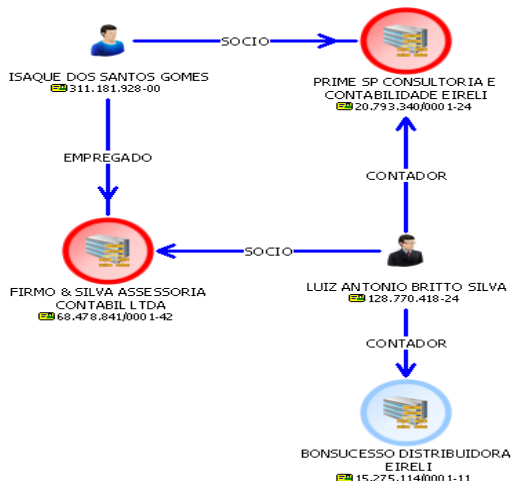 SOCIO
ISAQUE DOS SANTOS GOMES
311.181.928-00
PRIME SP CONSULTORIA E
CONTABILIDADE EIRELI
20.793.340/0001-24
EMPREGADO
CONTADOR
SOCIO
FIRMO & SILVA ASSESSORIA
CONTABIL LTDA
68.478.841/0001-42
LUIZ ANTONIO BRITTO SILVA
128.770.418-24
CONTADOR
BONSUCESSO DISTRIBUIDORA
EIRELI
15.275.114/0001-11